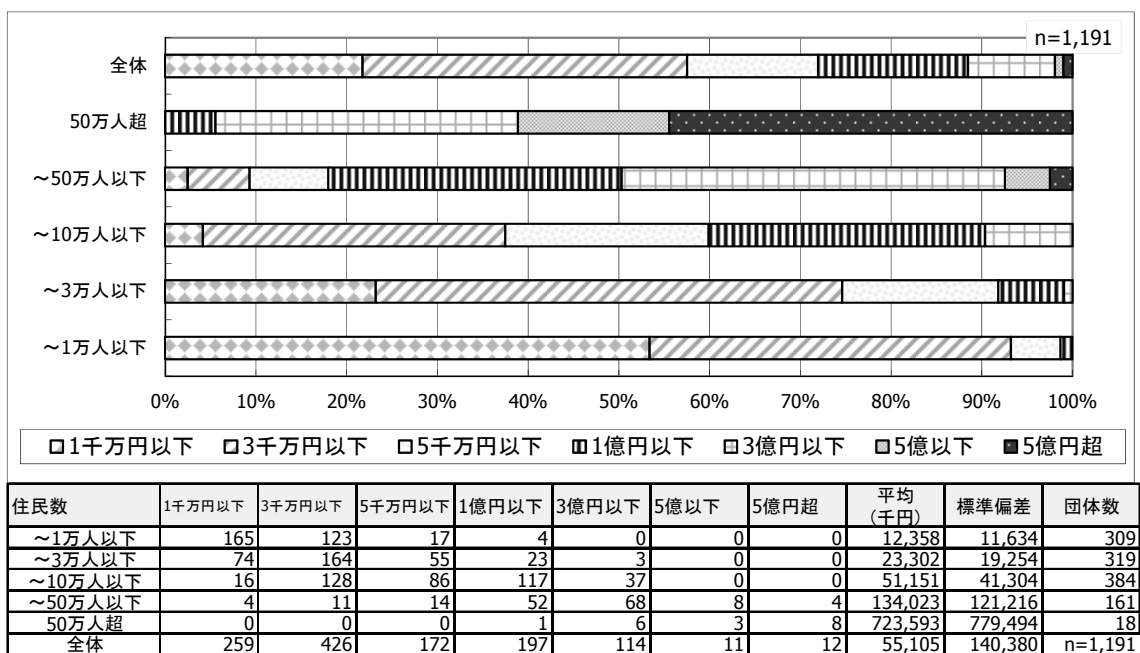 n=1,191
全体
50万人超
～50万人以下
～10万人以下
～3万人以下
～1万人以下
0% 10% 20% 30% 40% 50% 60% 70% 80% 90% 100%
1千万円以下 3千万円以下 5千万円以下 1億円以下 3億円以下 5億以下 5億円超
住民数 1千万円以下 3千万円以下 5千万円以下 1億円以下 3億円以下 5億以下 5億円超 平均(千円) 標準偏差 団体数
～1万人以下 165 123 17 4 0 0 0 12,358 11,634 309
～3万人以下 74 164 55 23 3 0 0 23,302 19,254 319
～10万人以下 16 128 86 117 37 0 0 51,151 41,304 384
～50万人以下 4 11 14 52 68 8 4 134,023 121,216 161
50万人超 0 0 0 1 6 3 8 723,593 779,494 18
全体 259 426 172 197 114 11 12 55,105 140,380 n=1,191